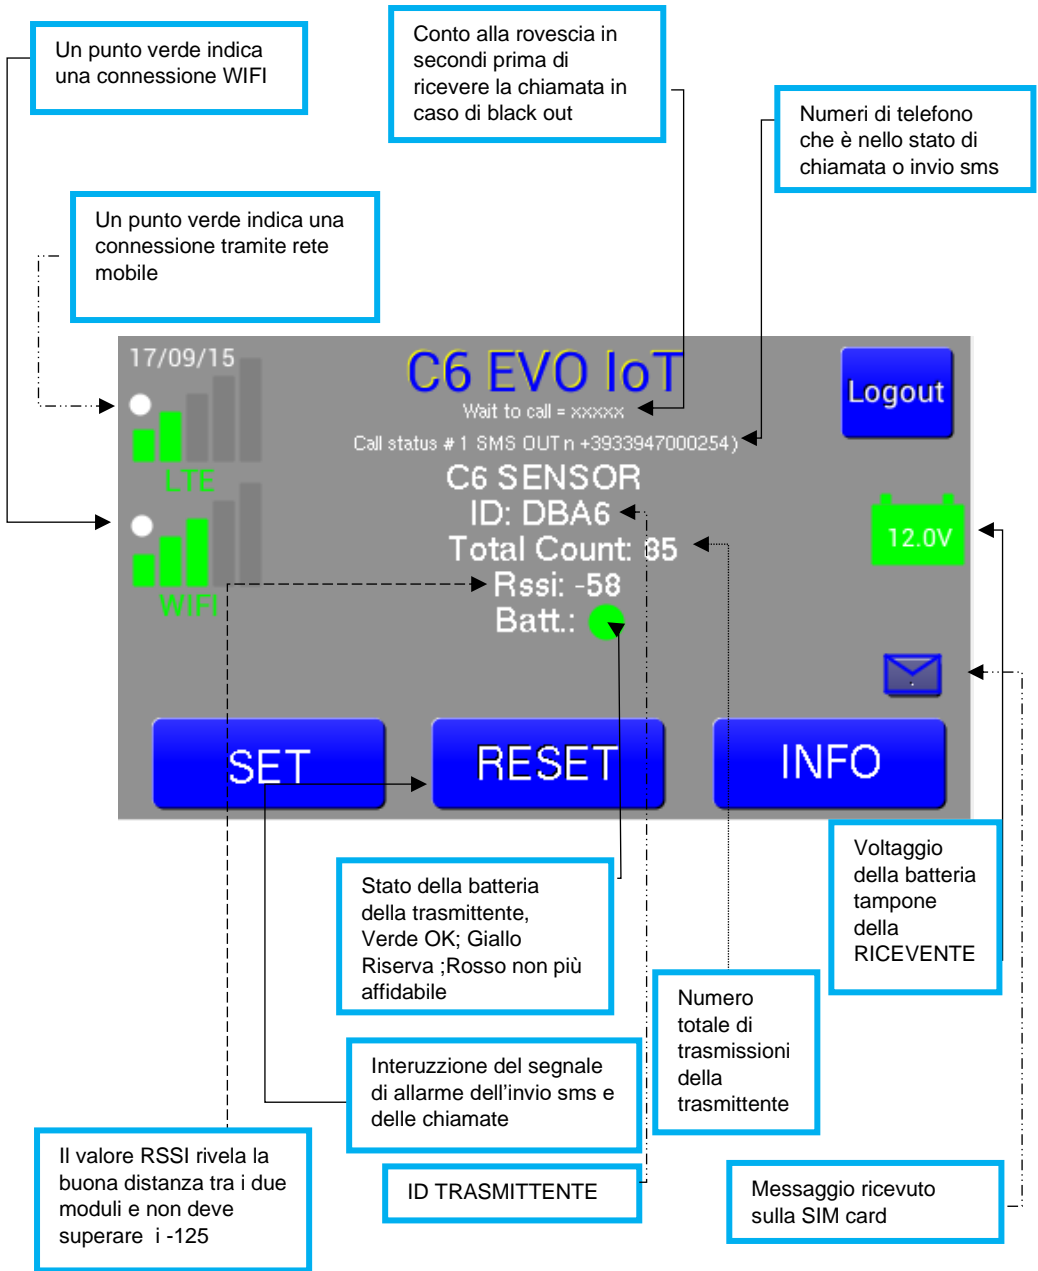 Un punto verde indica
una connessione WIFI
Conto alla rovescia in
secondi prima di
ricevere la chiamata in
caso di black out
Numeri di telefono
che è nello stato di
chiamata o invio sms
Un punto verde indica una
connessione tramite rete
mobile
17/09/15
C6 EVO IoT
Logout
Wait to call = xxxxx
Call status # 1 SMS OUT n +3933947000254)
LTE
C6 SENSOR
ID: DBA6
12.0V
Total Count: 35
Rssi: -58
WIFI
Batt.:
SET
RESET
INFO
Voltaggio
della batteria
tampone
della
RICEVENTE
Stato della batteria
della trasmittente,
Verde OK; Giallo
Riserva ;Rosso non più
affidabile
Numero
totale di
trasmissioni
della
trasmittente
Interuzzione del segnale
di allarme dell'invio sms e
delle chiamate
Il valore RSSI rivela la
buona distanza tra i due
moduli e non deve
superare i -125
ID TRASMITTENTE
Messaggio ricevuto
sulla SIM card